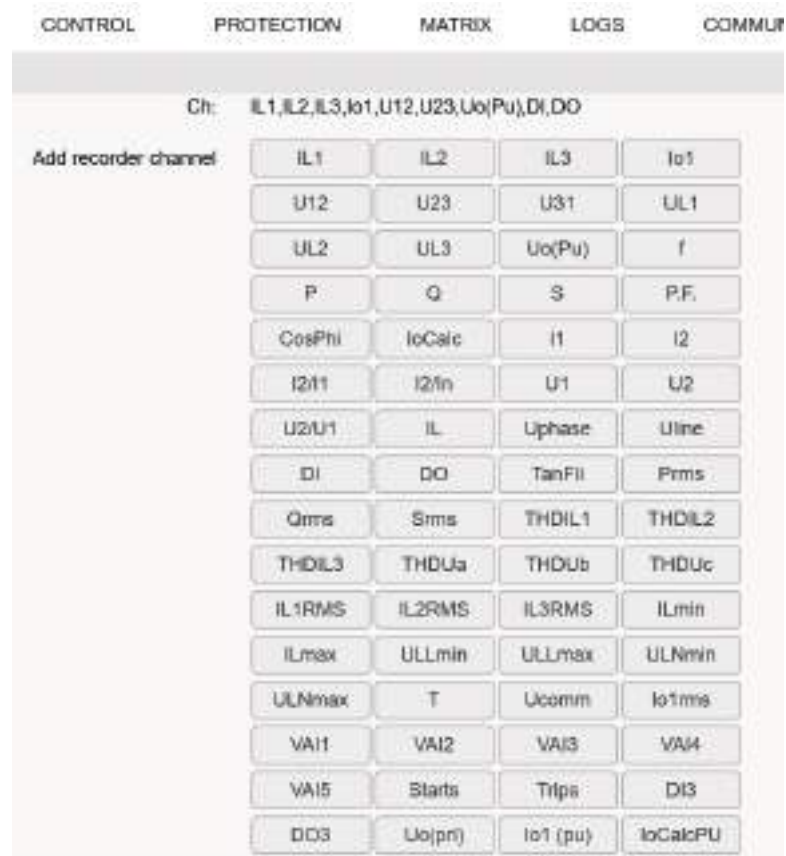 CONTROL PROTECTION MATRIX LOGS COMMUN
Ch: IL1,IL2,IL3,Io1,U12,U23,Uo(Pu),DI,DO
Add recorder channel IL1 IL2 IL3 Io1
U12 U23 U31 UL1
UL2 UL3 Uo(Pu) f
P Q S P.F.
CosPhi IoCalc I1 I2
I2/I1 I2/In U1 U2
U2/U1 IL Uphase Uline
DI DO TanFii Prms
Qrms Srms THDIL1 THDIL2
THDIL3 THDUa THDUb THDUc
IL1RMS IL2RMS IL3RMS ILmin
ILmax ULLmin ULLmax ULNmin
ULNmax T Ucomm Io1rms
VAI1 VAI2 VAI3 VAI4
VAI5 Starts Trips DI3
DO3 Uo(pri) Io1 (pu) IoCalcPU